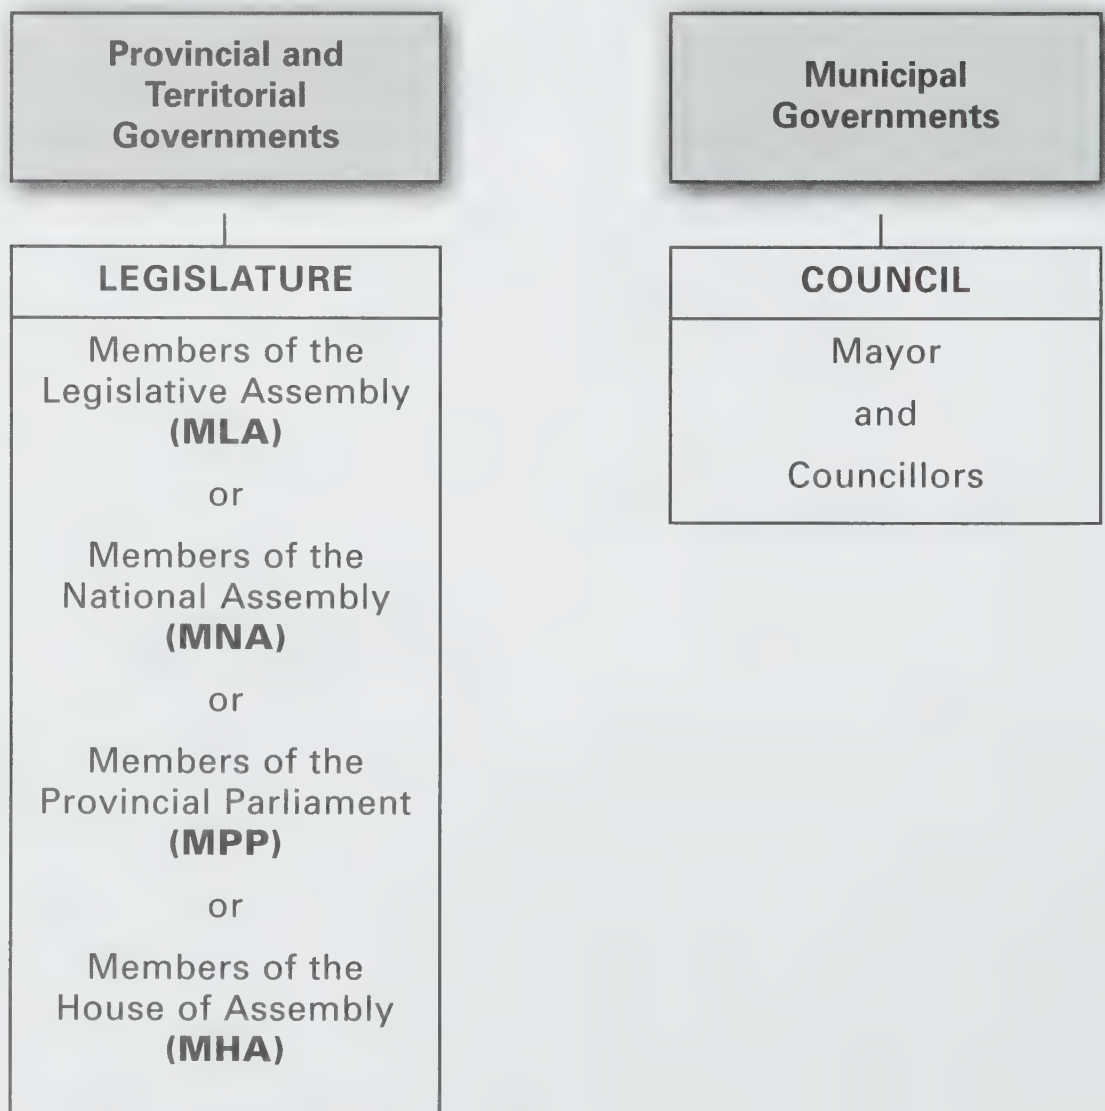 Provincial and
Territorial
Governments
LEGISLATURE
Members of the
Legislative Assembly
(MLA)
or
Members of the
National Assembly
(MNA)
or
Members of the
Provincial Parliament
(MPP)
or
Members of the
House of Assembly
(MHA)
Municipal
Governments
COUNCIL
Mayor
and
Councillors